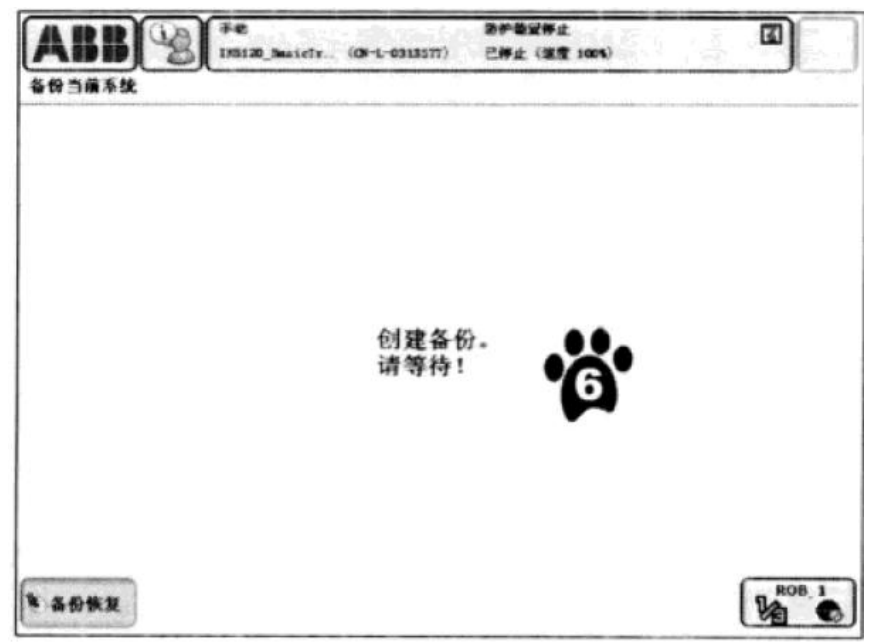 ABB
手动
防护装置停止
IRB120_BasicTr.. (CN-L-0313577)
已停止 (速度 100%)
备份当前系统
创建备份。
请等待!
6
备份恢复
ROB_1
1/3